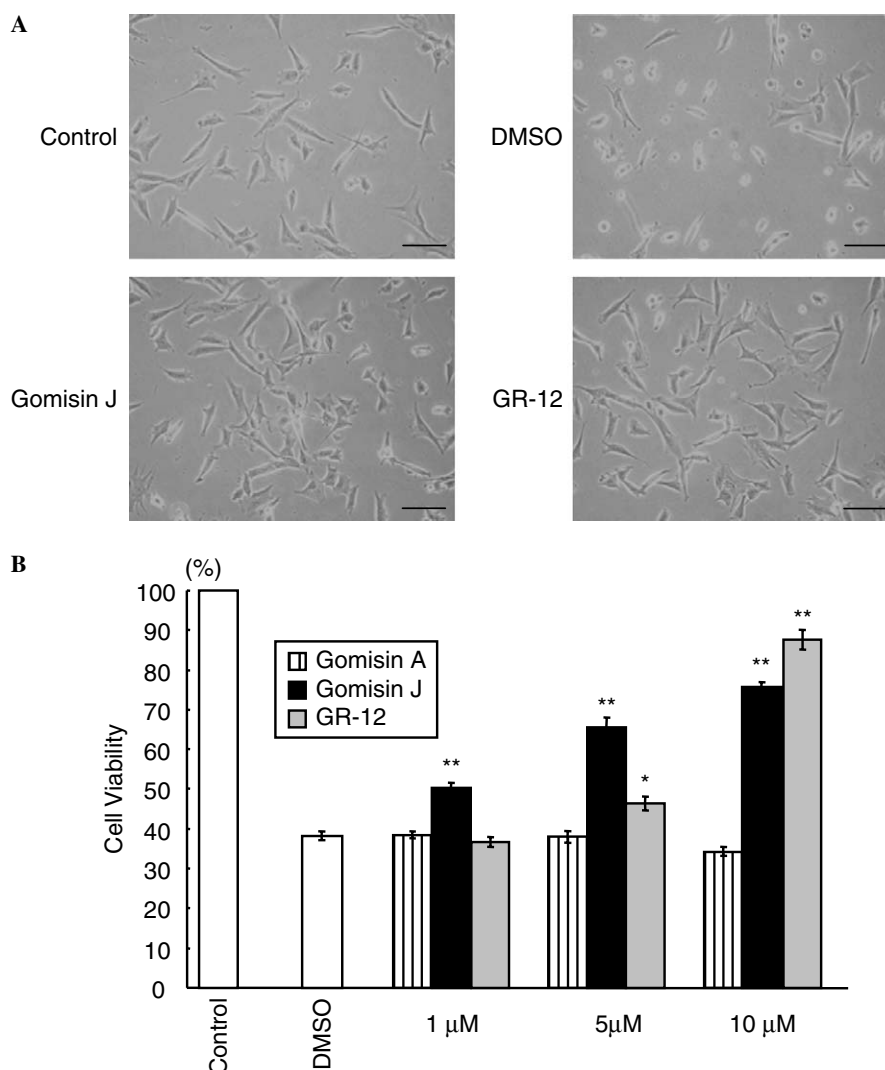 A
Control
DMSO
Gomisin J
GR-12
B
(%)
100
90
80
70
60
50
40
30
20
10
0
Cell Viability
Gomisin A
Gomisin J
GR-12
**
**
*
**
**
Control
DMSO
1 μM
5μM
10 μM